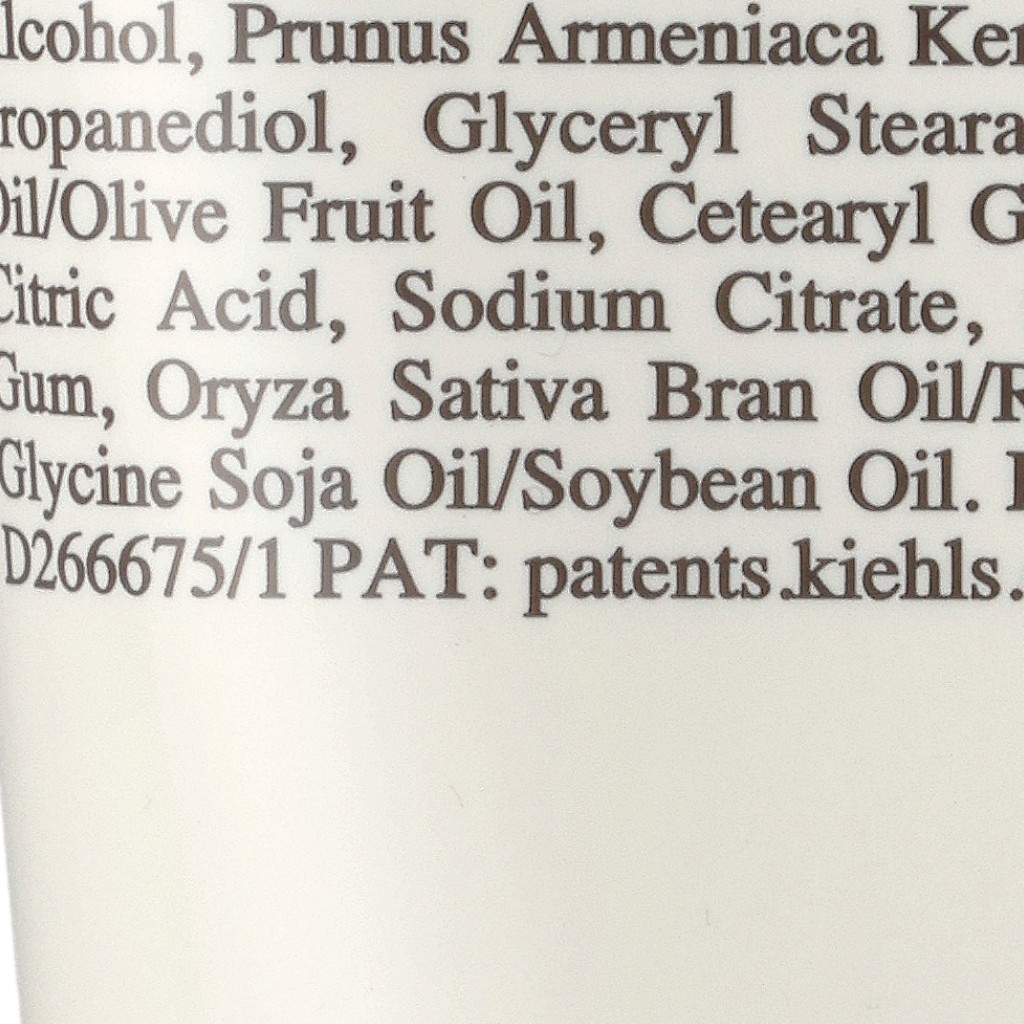 lcohol, Prunus Armeniaca Ker
ropanediol, Glyceryl Steara
Oil/Olive Fruit Oil, Cetearyl G
Citric Acid, Sodium Citrate,
Gum, Oryza Sativa Bran Oil/R
Glycine Soja Oil/Soybean Oil. I
D266675/1 PAT: patents.kiehls.